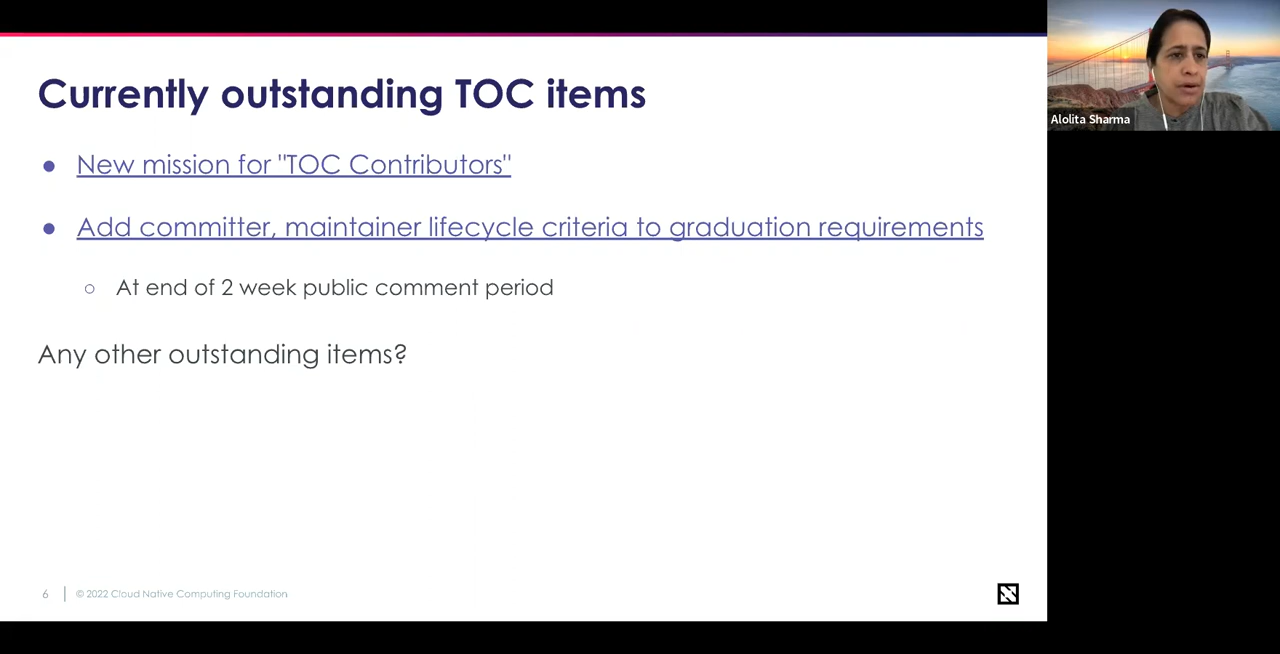 Currently outstanding TOC items
● New mission for "TOC Contributors"
● Add committer, maintainer lifecycle criteria to graduation requirements
○ At end of 2 week public comment period
Any other outstanding items?
6 | © 2022 Cloud Native Computing Foundation
Alolita Sharma